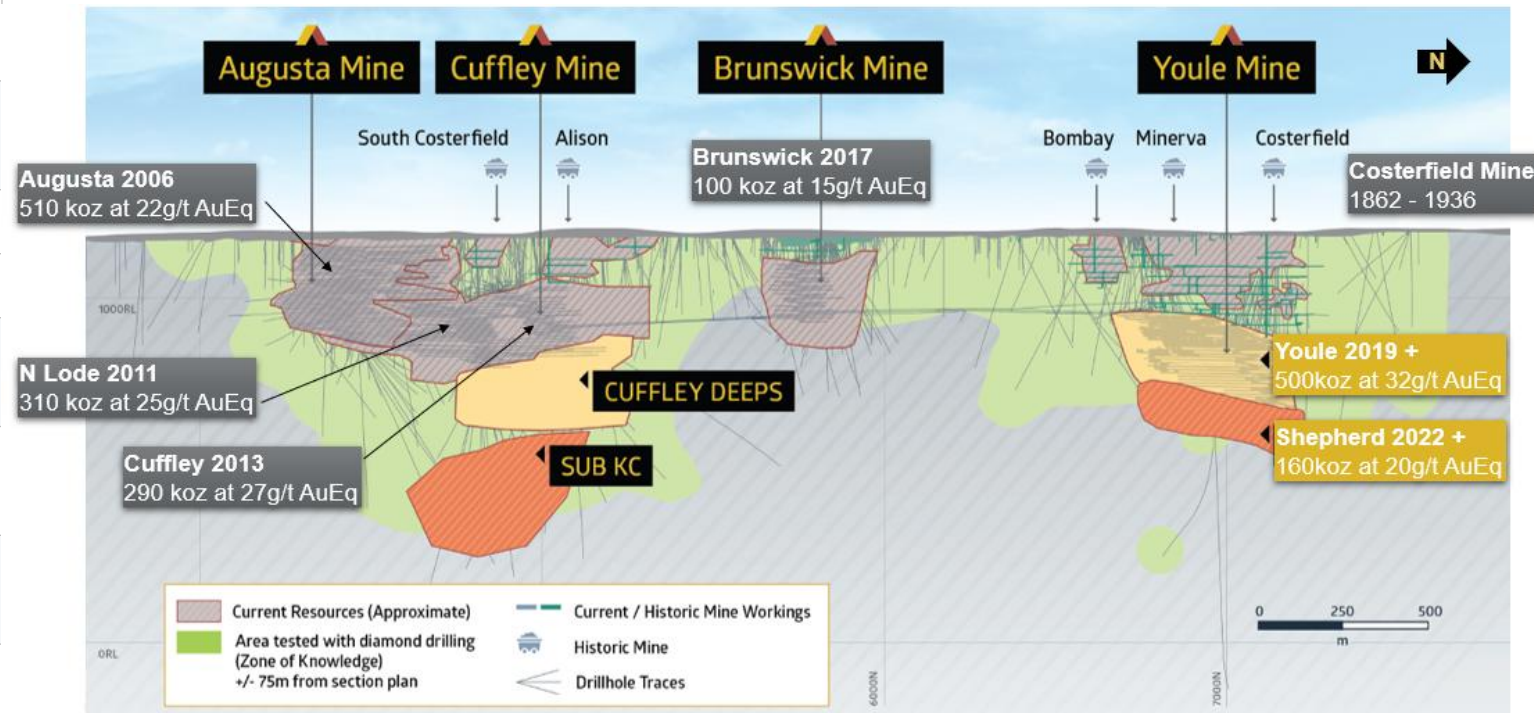 Augusta Mine
Cuffley Mine
Brunswick Mine
Youle Mine
N
South Costerfield
Alison
Bombay
Minerva
Costerfield
Augusta 2006
510 koz at 22g/t AuEq
Brunswick 2017
100 koz at 15g/t AuEq
Costerfield Mine
1862 - 1936
1000RL
N Lode 2011
310 koz at 25g/t AuEq
Youle 2019 +
500koz at 32g/t AuEq
CUFFLEY DEEPS
Cuffley 2013
290 koz at 27g/t AuEq
SUB KC
Shepherd 2022 +
160koz at 20g/t AuEq
Current Resources (Approximate)
Area tested with diamond drilling
(Zone of Knowledge)
+/- 75m from section plan
Current / Historic Mine Workings
Historic Mine
Drillhole Traces
0 250 500
m
0RL
6000N
7000N